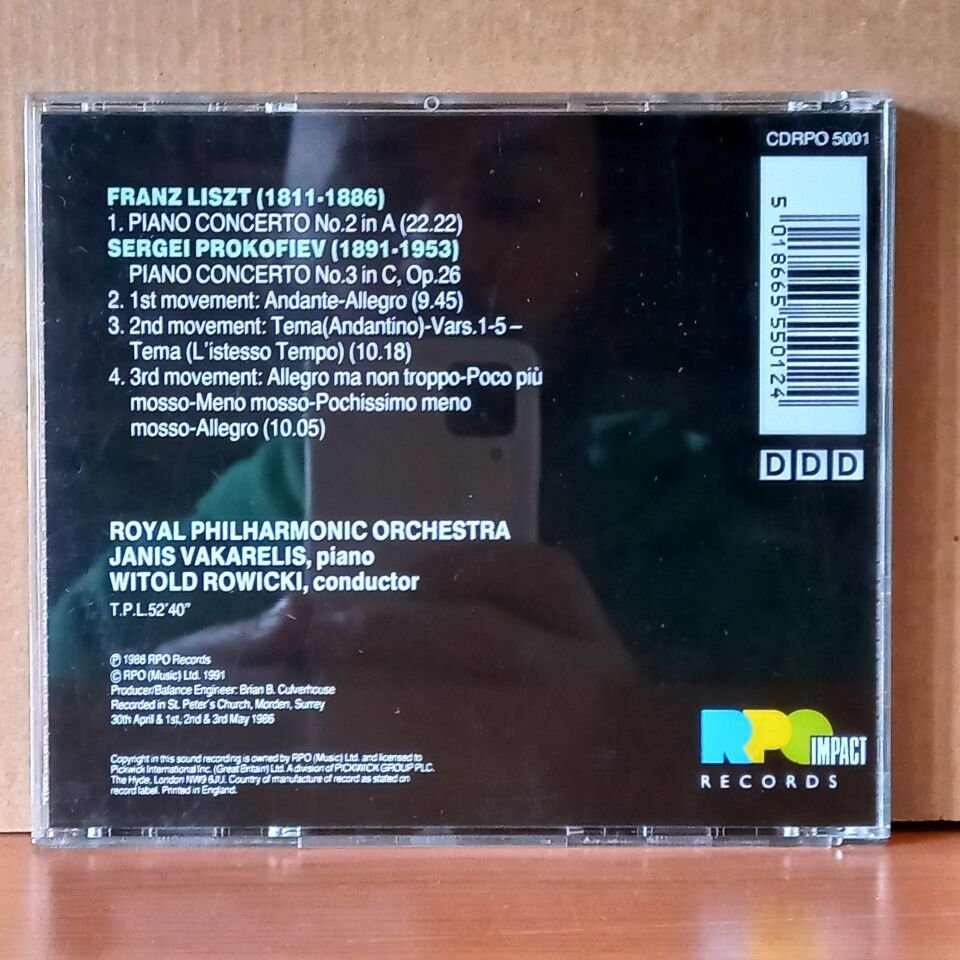 CDRPO 5001
FRANZ LISZT (1811-1886)
1. PIANO CONCERTO No.2 in A (22.22)
SERGEI PROKOFIEV (1891-1953)
PIANO CONCERTO No.3 in C, Op.26
2. 1st movement: Andante-Allegro (9.45)
3. 2nd movement: Tema(Andantino)-Vars.1-5 –
Tema (L'istesso Tempo) (10.18)
4. 3rd movement: Allegro ma non troppo-Poco più
mosso-Meno mosso-Pochissimo meno
mosso-Allegro (10.05)
5 018665 550124
DDD
ROYAL PHILHARMONIC ORCHESTRA
JANIS VAKARELIS, piano
WITOLD ROWICKI, conductor
T.P.L.52'40"
℗ 1986 RPO Records
© RPO (Music) Ltd. 1991
Producer/Balance Engineer: Brian B. Culverhouse
Recorded in St. Peter's Church, Morden, Surrey
30th April & 1st, 2nd & 3rd May 1986
Copyright in this sound recording is owned by RPO (Music) Ltd. and licensed to
Pickwick International Inc. (Great Britain) Ltd. A division of PICKWICK GROUP PLC.
The Hyde, London NW9 6JU. Country of manufacture of record as stated on
record label. Printed in England.
RPO IMPACT
RECORDS